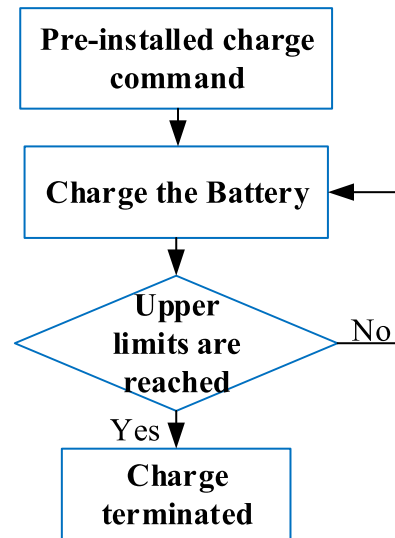 Pre-installed charge
command
Charge the Battery
Upper
limits are
reached
No
Yes
Charge
terminated